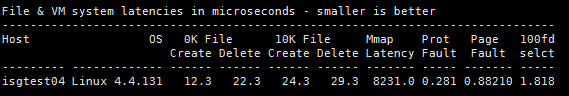 File & VM system latencies in microseconds - smaller is better
-------------------------------------------------------------------------------
Host                 OS   0K File      10K File     Mmap    Prot   Page   100fd
                        Create Delete Create Delete Latency Fault  Fault  selct
--------- ------------- ------ ------ ------ ------ ------- ----- ------- -----
isgtest04 Linux 4.4.131   12.3   22.3   24.3   29.3  8231.0 0.281 0.88210 1.818